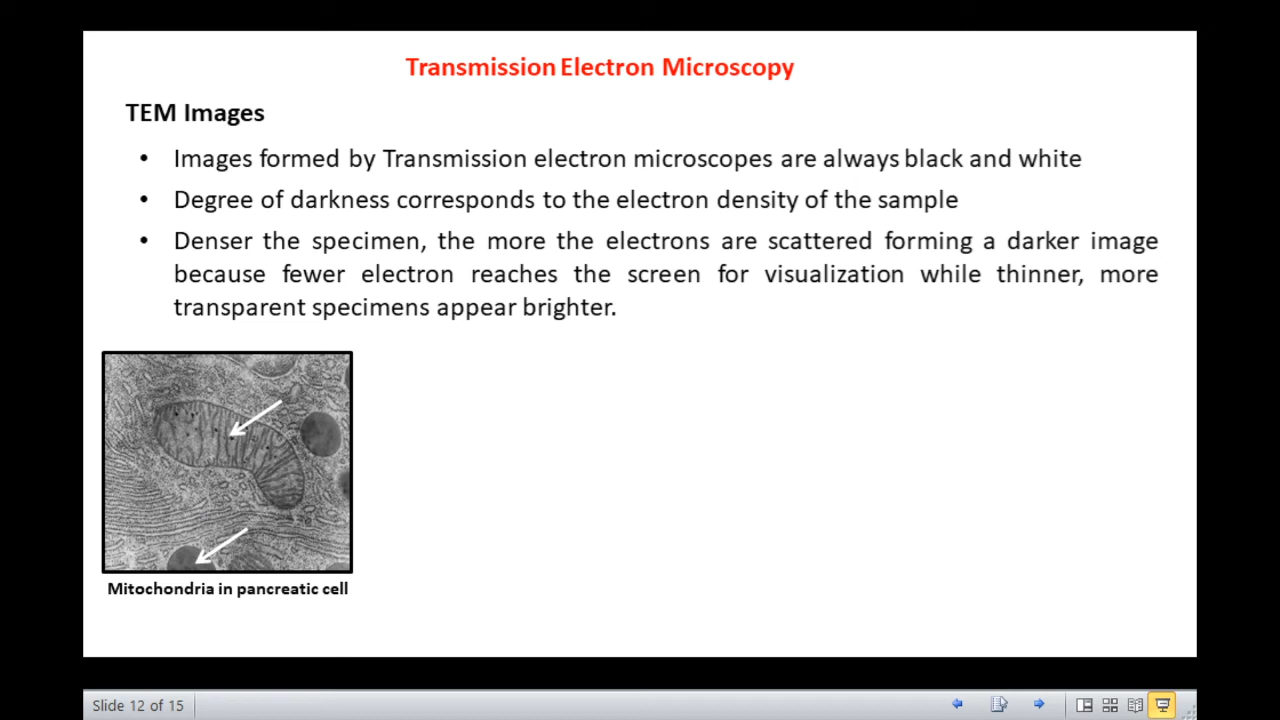 Transmission Electron Microscopy
TEM Images
• Images formed by Transmission electron microscopes are always black and white
• Degree of darkness corresponds to the electron density of the sample
• Denser the specimen, the more the electrons are scattered forming a darker image
because fewer electron reaches the screen for visualization while thinner, more
transparent specimens appear brighter.
Mitochondria in pancreatic cell
Slide 12 of 15